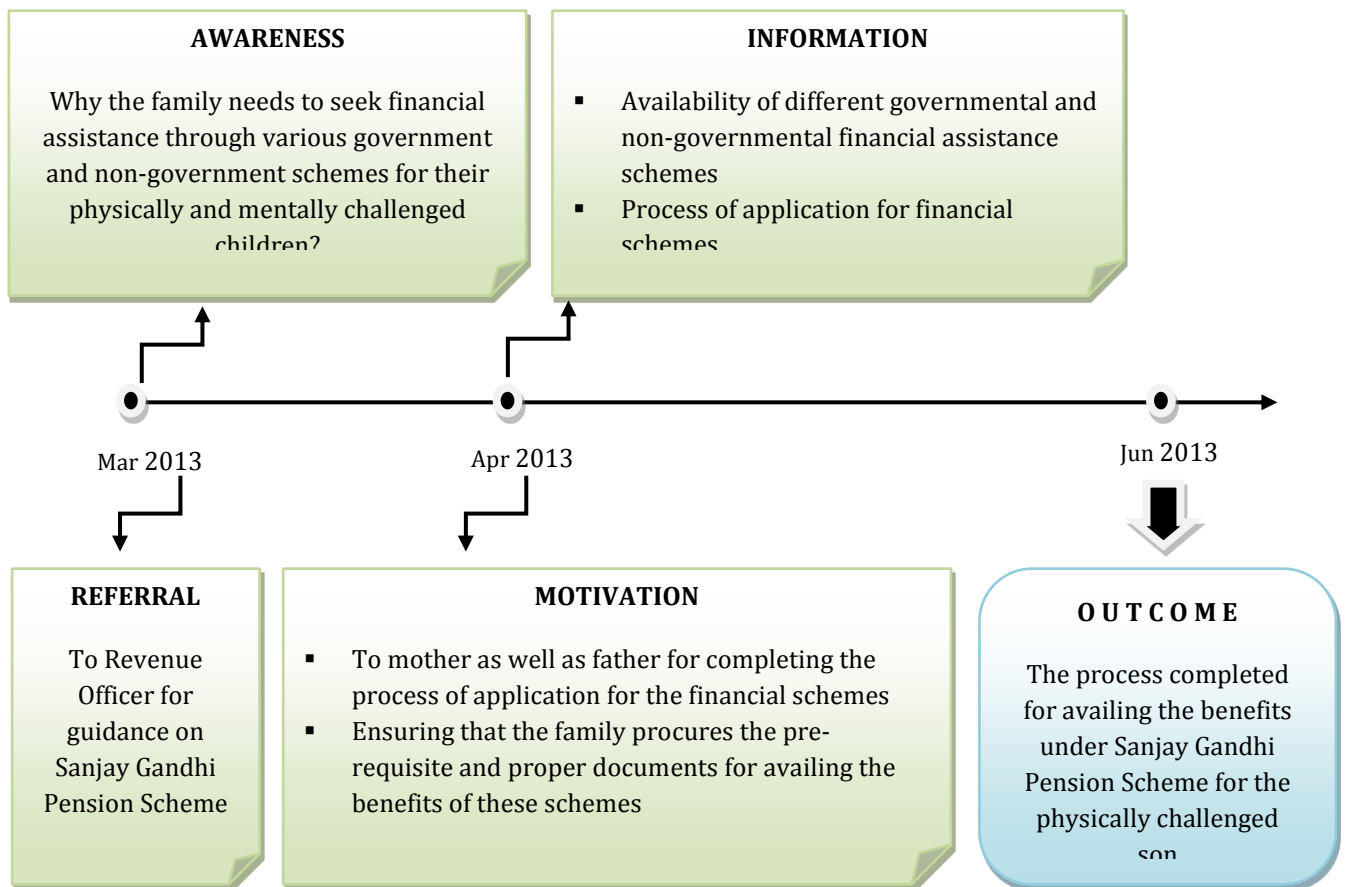 AWARENESS
Why the family needs to seek financial
assistance through various government
and non-government schemes for their
physically and mentally challenged
children?
INFORMATION
▪ Availability of different governmental and
non-governmental financial assistance
schemes
▪ Process of application for financial
schemes
Mar 2013
Apr 2013
Jun 2013
REFERRAL
To Revenue
Officer for
guidance on
Sanjay Gandhi
Pension Scheme
MOTIVATION
▪ To mother as well as father for completing the
process of application for the financial schemes
▪ Ensuring that the family procures the pre-
requisite and proper documents for availing the
benefits of these schemes
O U T C O M E
The process completed
for availing the benefits
under Sanjay Gandhi
Pension Scheme for the
physically challenged
son